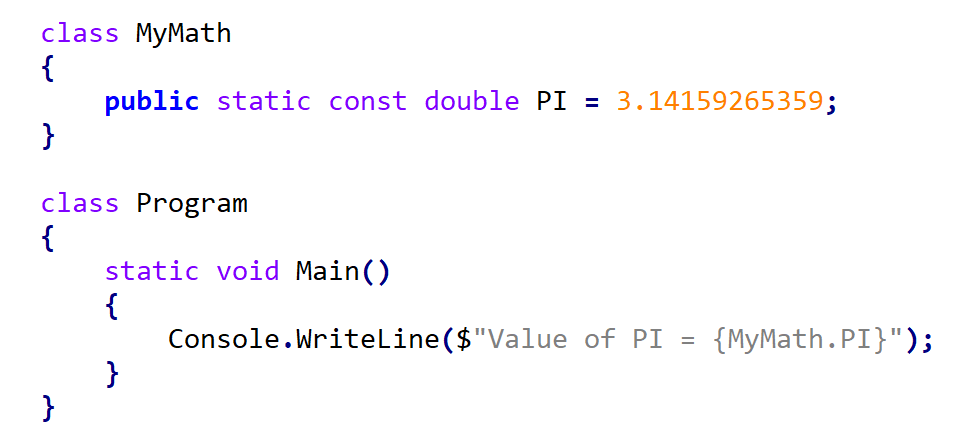 class MyMath
{
    public static const double PI = 3.14159265359;
}

class Program
{
    static void Main()
    {
        Console.WriteLine($"Value of PI = {MyMath.PI}");
    }
}